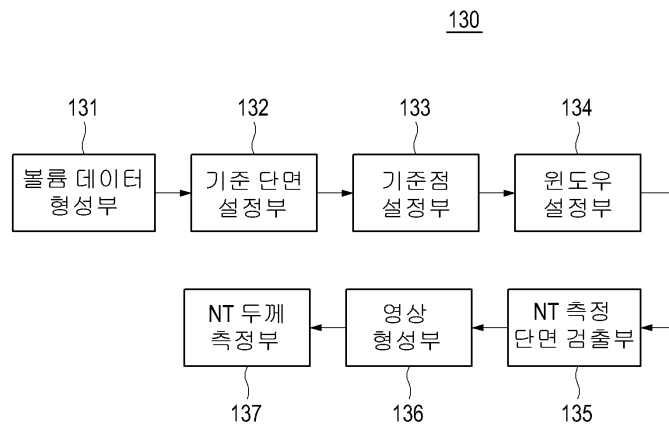 130
131
132
133
134
볼륨 데이터
형성부
기준 단면
설정부
기준점
설정부
윈도우
설정부
NT 두께
측정부
영상
형성부
NT 측정
단면 검출부
137
136
135